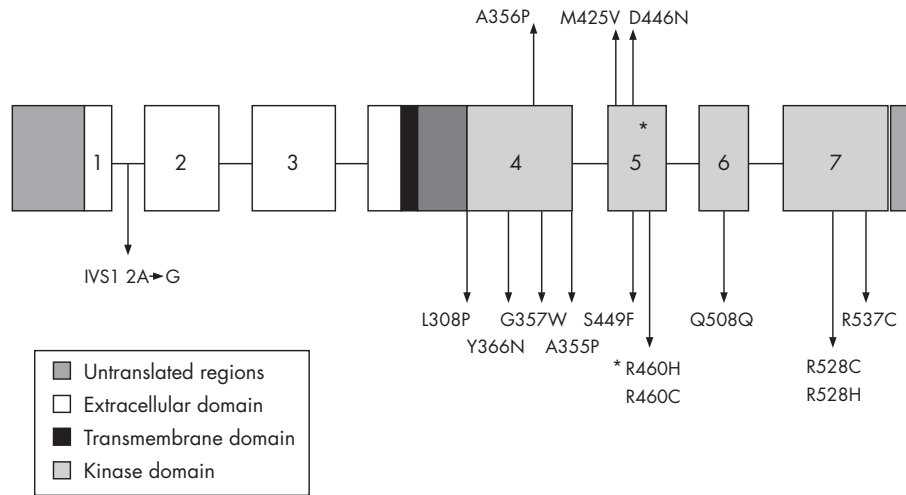 A356P
M425V D446N
*
1
2
3
4
5
6
7
IVS1 2A→G
L308P
G357W
S449F
Q508Q
R537C
Y366N
A355P
* R460H
R528C
R460C
R528H
Untranslated regions
Extracellular domain
Transmembrane domain
Kinase domain